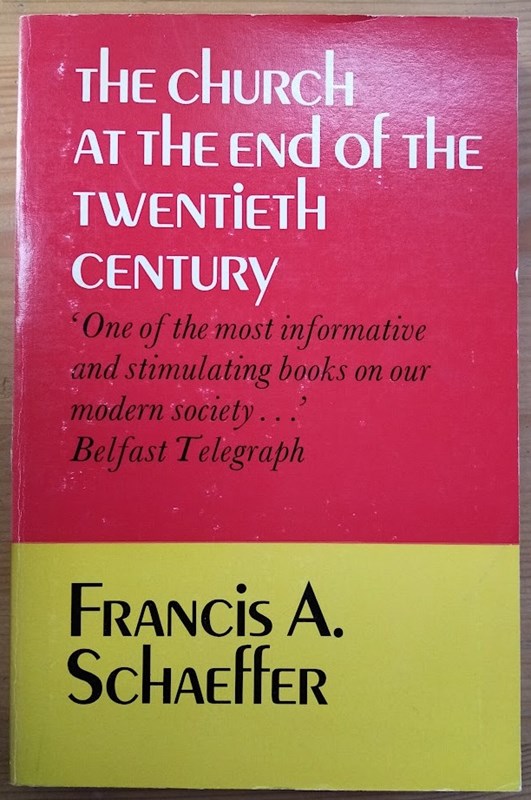 The Church
at the End of the
Twentieth
Century
‘One of the most informative
and stimulating books on our
modern society . . .’
Belfast Telegraph
Francis A.
Schaeffer